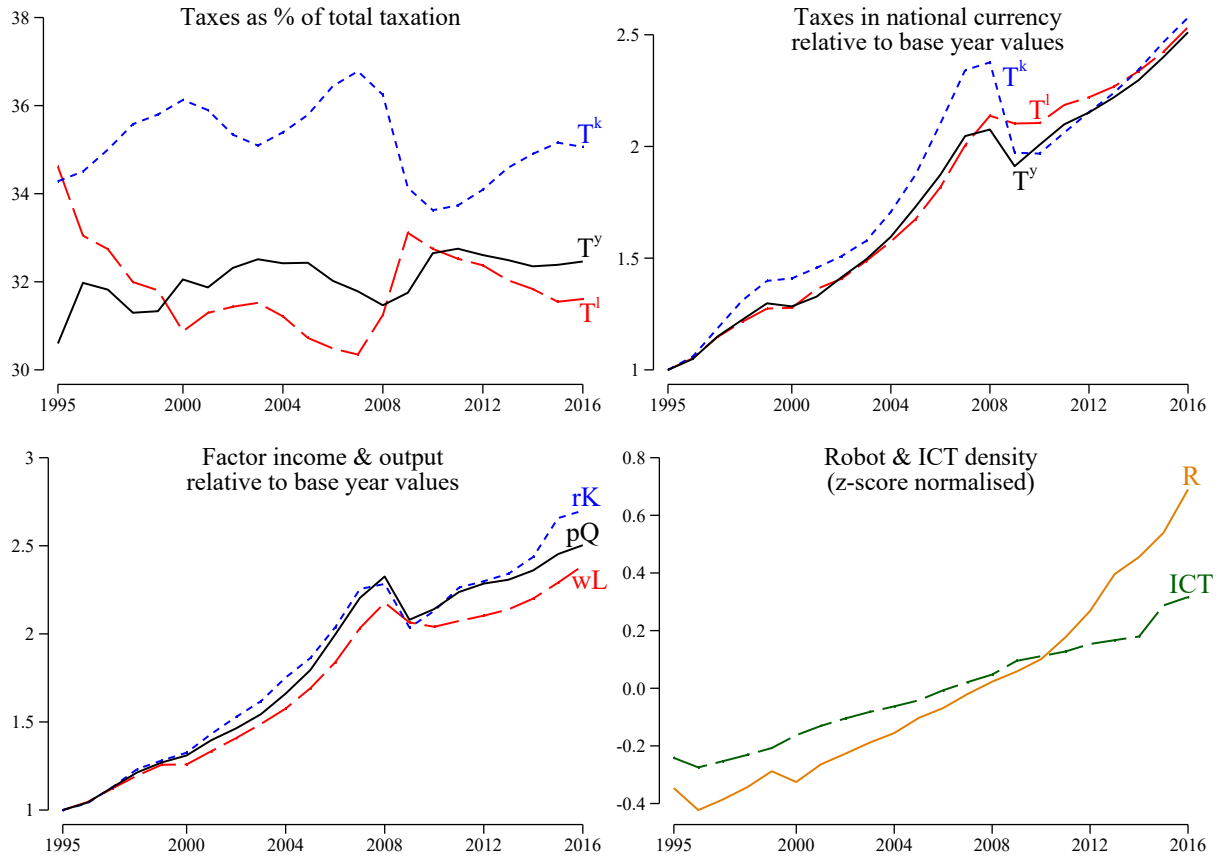 Taxes as % of total taxation
38
36
34
32
30
1995 2000 2004 2008 2012 2016
T^k
T^y
T^l
Taxes in national currency
relative to base year values
2.5
2
1.5
1
1995 2000 2004 2008 2012 2016
T^k
T^l
T^y
Factor income & output
relative to base year values
3
2.5
2
1.5
1
1995 2000 2004 2008 2012 2016
rK
pQ
wL
Robot & ICT density
(z-score normalised)
0.8
0.6
0.4
0.2
0.0
-0.2
-0.4
1995 2000 2004 2008 2012 2016
R
ICT